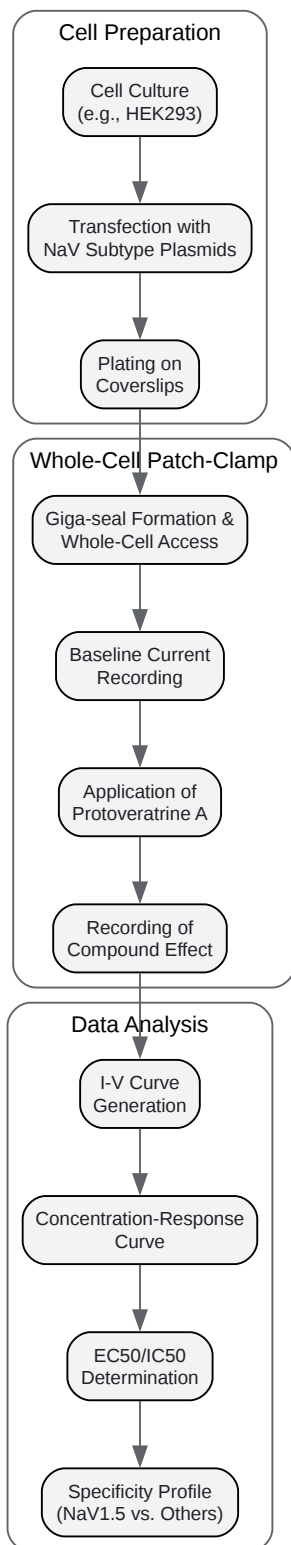 Cell Preparation
Cell Culture
(e.g., HEK293)
Transfection with
NaV Subtype Plasmids
Plating on
Coverslips
Whole-Cell Patch-Clamp
Giga-seal Formation &
Whole-Cell Access
Baseline Current
Recording
Application of
Protoveratrine A
Recording of
Compound Effect
Data Analysis
I-V Curve
Generation
Concentration-Response
Curve
EC50/IC50
Determination
Specificity Profile
(NaV1.5 vs. Others)